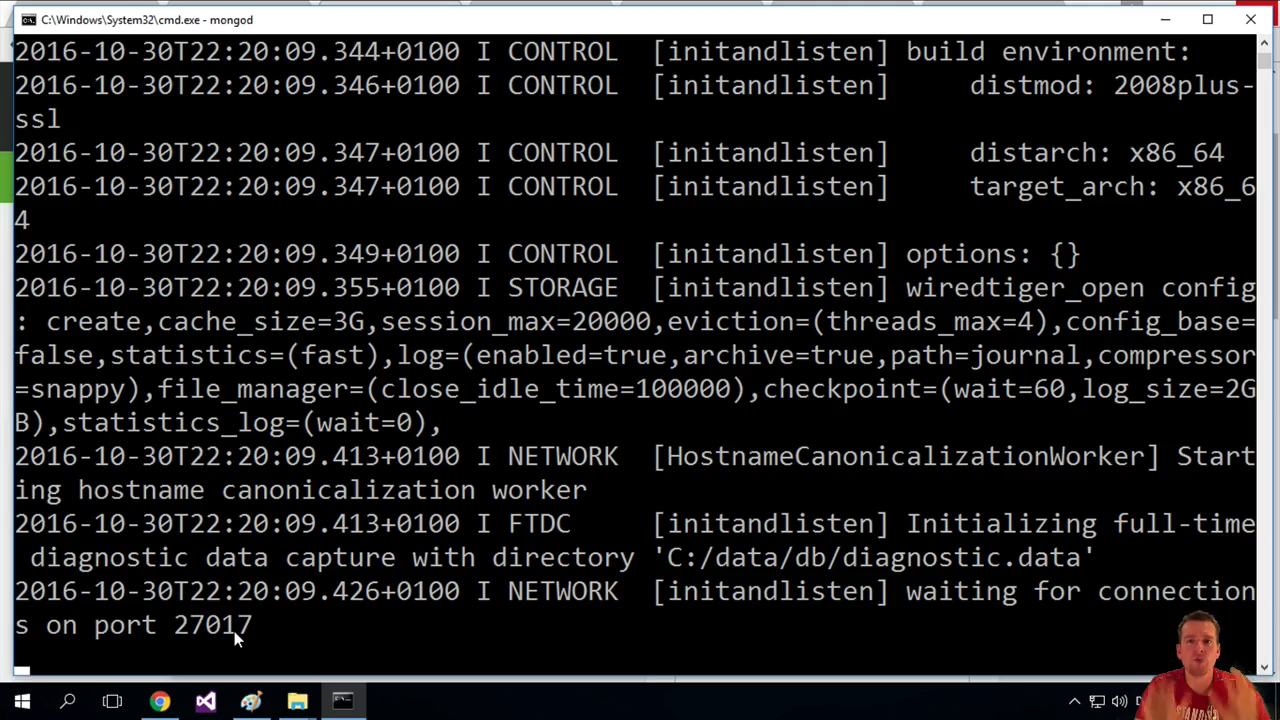 C:\Windows\System32\cmd.exe - mongod
2016-10-30T22:20:09.344+0100 I CONTROL  [initandlisten] build environment:
2016-10-30T22:20:09.346+0100 I CONTROL  [initandlisten]     distmod: 2008plus-
ssl
2016-10-30T22:20:09.347+0100 I CONTROL  [initandlisten]     distarch: x86_64
2016-10-30T22:20:09.347+0100 I CONTROL  [initandlisten]     target_arch: x86_6
4
2016-10-30T22:20:09.349+0100 I CONTROL  [initandlisten] options: {}
2016-10-30T22:20:09.355+0100 I STORAGE  [initandlisten] wiredtiger_open config
: create,cache_size=3G,session_max=20000,eviction=(threads_max=4),config_base=
false,statistics=(fast),log=(enabled=true,archive=true,path=journal,compressor
=snappy),file_manager=(close_idle_time=100000),checkpoint=(wait=60,log_size=2G
B),statistics_log=(wait=0),
2016-10-30T22:20:09.413+0100 I NETWORK  [HostnameCanonicalizationWorker] Start
ing hostname canonicalization worker
2016-10-30T22:20:09.413+0100 I FTDC     [initandlisten] Initializing full-time
 diagnostic data capture with directory 'C:/data/db/diagnostic.data'
2016-10-30T22:20:09.426+0100 I NETWORK  [initandlisten] waiting for connection
s on port 27017